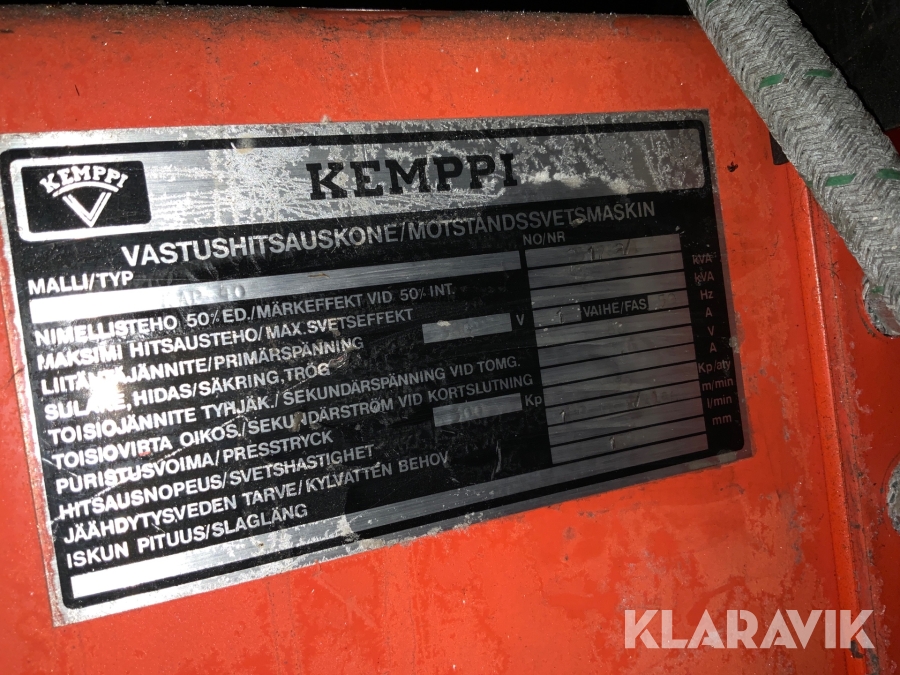 KEMPPI
KEMPPI
VASTUSHITSAUSKONE/MOTSTÅNDSSVETSMASKIN
MALLI/TYP
NO/NR
NIMELLISTEHO 50% ED./MÄRKEFFEKT VID 50% INT.
KVA
MAKSIMI HITSAUSTEHO/MAX.SVETSEFFEKT
KVA
LIITÄNTÄJÄNNITE/PRIMÄRSPÄNNING
V
VAIHE/FAS
Hz
SULAKE, HIDAS/SÄKRING, TRÖG
A
TOISIOJÄNNITE TYHJÄK./SEKUNDÄRSPÄNNING VID TOMG.
V
TOISIOVIRTA OIKOS./SEKUNDÄRSTRÖM VID KORTSLUTNING
A
PURISTUSVOIMA/PRESSTRYCK
Kp
Kp/aty
HITSAUSNOPEUS/SVETSHASTIGHET
m/min
JÄÄHDYTYSVEDEN TARVE/KYLVATTEN BEHOV
l/min
ISKUN PITUUS/SLAGLÄNG
mm
KLARAVIK